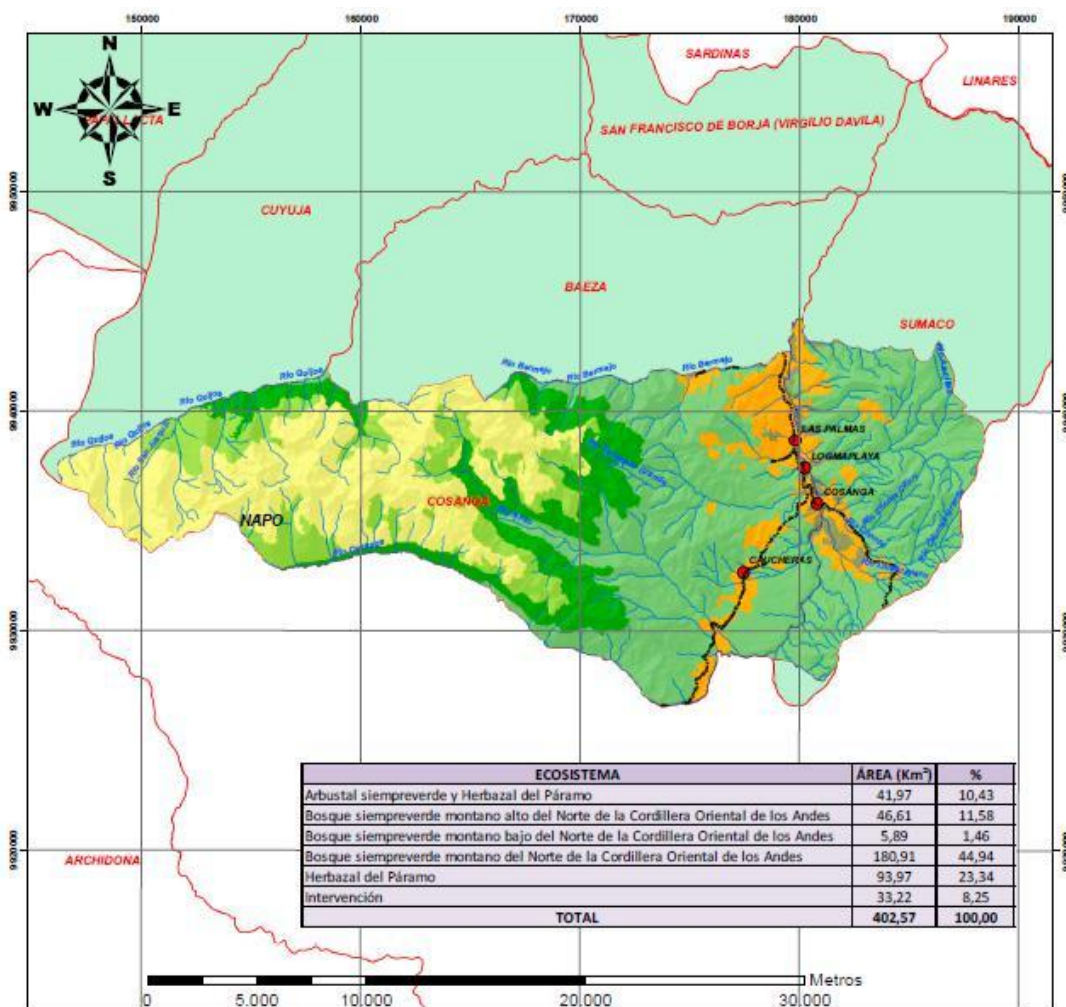 150000 160000 170000 180000 190000
N
W E
S
SARDINAS
LINARES
SAN FRANCISCO DE BORJA (VIRGILIO DAVILA)
CUYUJA
BAEZA
SUMACO
Río Quijos
Río Bermejo
Río Bermejo
Río Bermejo
Río Quijos
Río Quijos
Río Quijos
LAS PALMAS
LOGMAPLAYA
COSANGA
COSANGA
NAPO
CAUCHERAS
ARCHIDONA
ECOSISTEMA ÁREA (Km²) %
Arbustal siempreverde y Herbazal del Páramo 41,97 10,43
Bosque siempreverde montano alto del Norte de la Cordillera Oriental de los Andes 46,61 11,58
Bosque siempreverde montano bajo del Norte de la Cordillera Oriental de los Andes 5,89 1,46
Bosque siempreverde montano del Norte de la Cordillera Oriental de los Andes 180,91 44,94
Herbazal del Páramo 93,97 23,34
Intervención 33,22 8,25
TOTAL 402,57 100,00
Metros
0 5.000 10.000 20.000 30.000